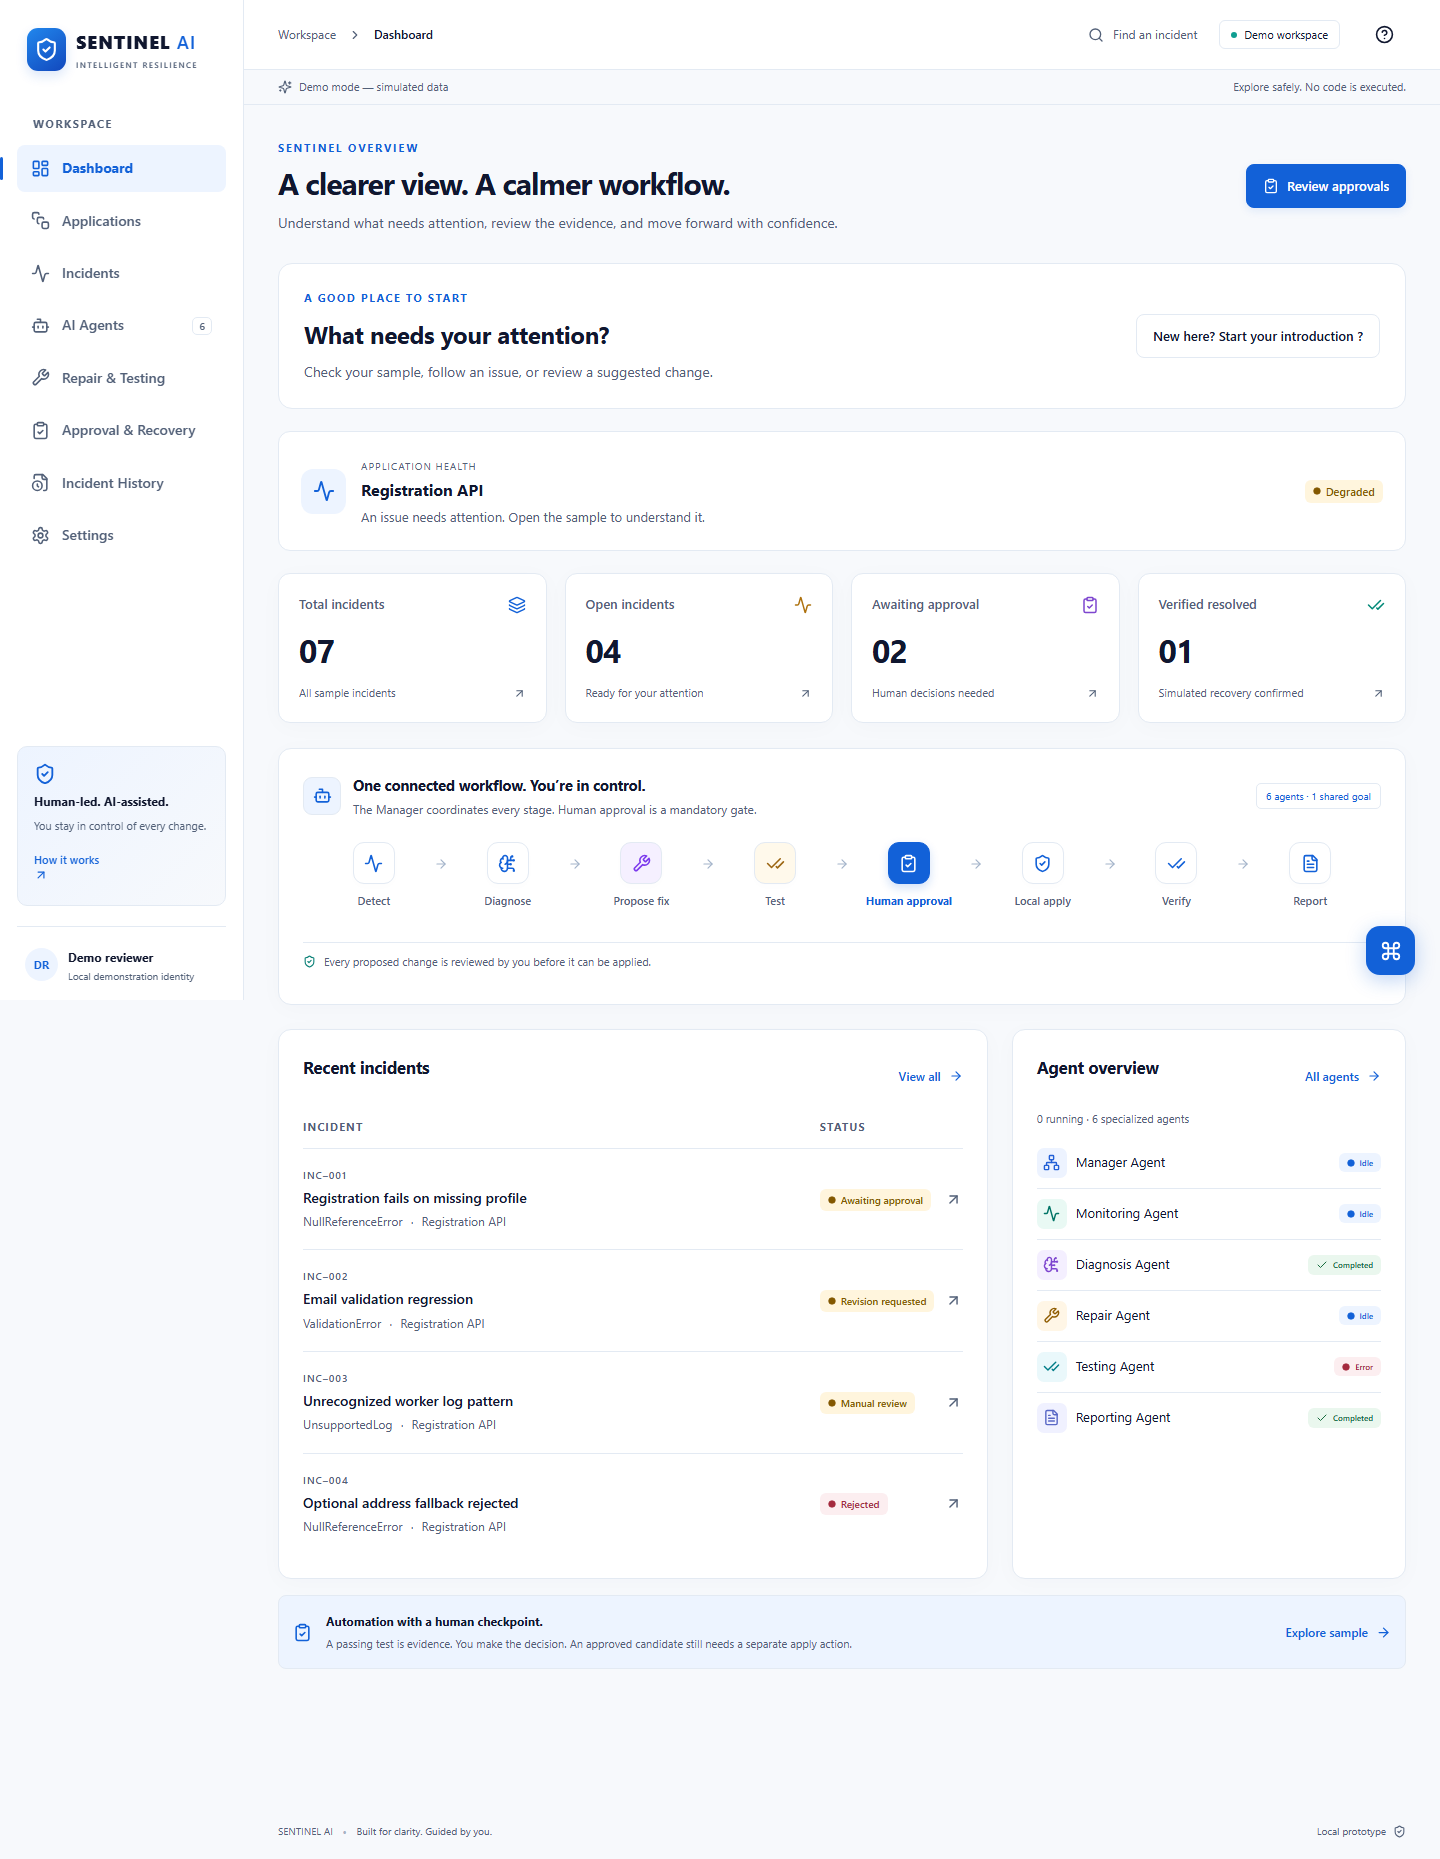 SENTINEL AI
INTELLIGENT RESILIENCE
WORKSPACE
Dashboard
Applications
Incidents
AI Agents 6
Repair & Testing
Approval & Recovery
Incident History
Settings
Human-led. AI-assisted.
You stay in control of every change.
How it works
DR
Demo reviewer
Local demonstration identity
Workspace Dashboard
Find an incident
Demo workspace
Demo mode — simulated data
Explore safely. No code is executed.
SENTINEL OVERVIEW
A clearer view. A calmer workflow.
Understand what needs attention, review the evidence, and move forward with confidence.
Review approvals
A GOOD PLACE TO START
What needs your attention?
Check your sample, follow an issue, or review a suggested change.
New here? Start your introduction ?
APPLICATION HEALTH
Registration API
An issue needs attention. Open the sample to understand it.
Degraded
Total incidents
07
All sample incidents
Open incidents
04
Ready for your attention
Awaiting approval
02
Human decisions needed
Verified resolved
01
Simulated recovery confirmed
One connected workflow. You’re in control.
The Manager coordinates every stage. Human approval is a mandatory gate.
6 agents · 1 shared goal
Detect
Diagnose
Propose fix
Test
Human approval
Local apply
Verify
Report
Every proposed change is reviewed by you before it can be applied.
Recent incidents
View all
INCIDENT STATUS
INC-001
Registration fails on missing profile
NullReferenceError · Registration API
Awaiting approval
INC-002
Email validation regression
ValidationError · Registration API
Revision requested
INC-003
Unrecognized worker log pattern
UnsupportedLog · Registration API
Manual review
INC-004
Optional address fallback rejected
NullReferenceError · Registration API
Rejected
Agent overview
All agents
0 running · 6 specialized agents
Manager Agent Idle
Monitoring Agent Idle
Diagnosis Agent Completed
Repair Agent Idle
Testing Agent Error
Reporting Agent Completed
Automation with a human checkpoint.
A passing test is evidence. You make the decision. An approved candidate still needs a separate apply action.
Explore sample
SENTINEL AI • Built for clarity. Guided by you.
Local prototype